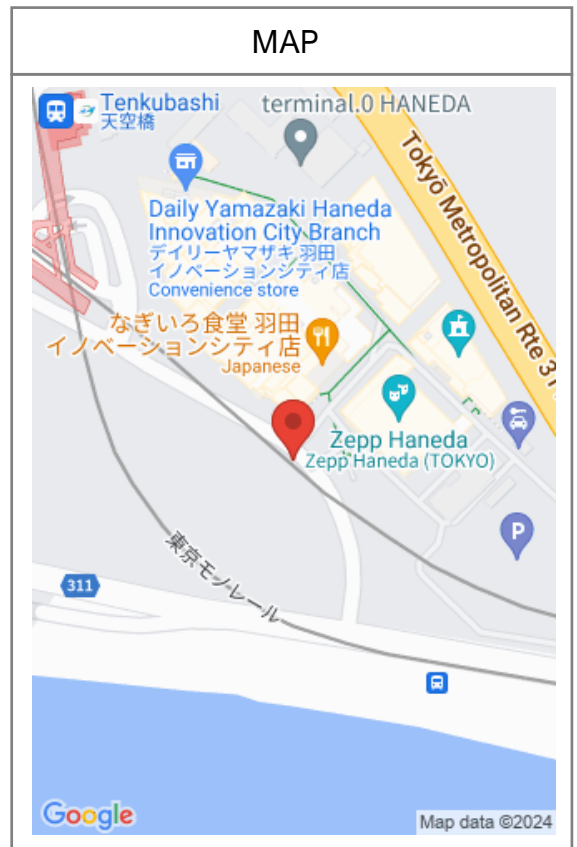 MAP
Tenkubashi
天空橋
terminal.0 HANEDA
Tokyō Metropolitan Rte 31
Daily Yamazaki Haneda
Innovation City Branch
デイリーヤマザキ 羽田
イノベーションシティ店
Convenience store
なぎいろ食堂 羽田
イノベーションシティ店
Japanese
Zepp Haneda
Zepp Haneda (TOKYO)
P
東京モノレール
311
Google
Map data ©2024